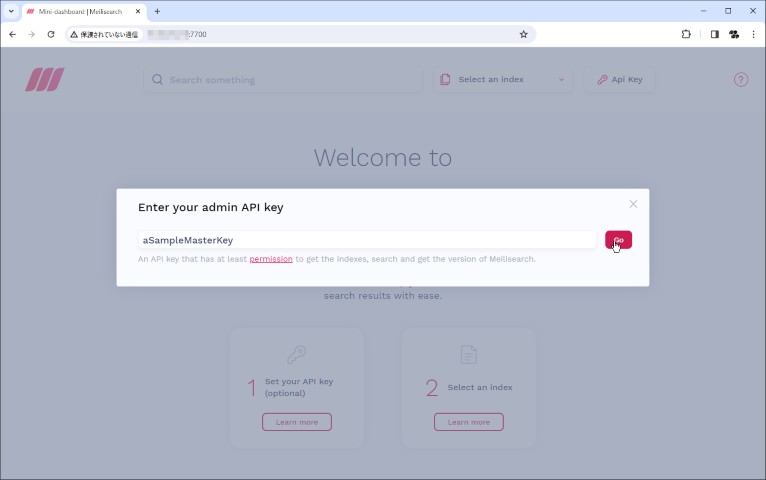 Mini-dashboard | Meilisearch
保護されていない通信
:7700
Search something
Select an index
Api Key
?
Welcome to
Enter your admin API key
aSampleMasterKey
Go
An API key that has at least permission to get the indexes, search and get the version of Meilisearch.
search results with ease.
1
Set your API key
(optional)
Learn more
2
Select an index
Learn more